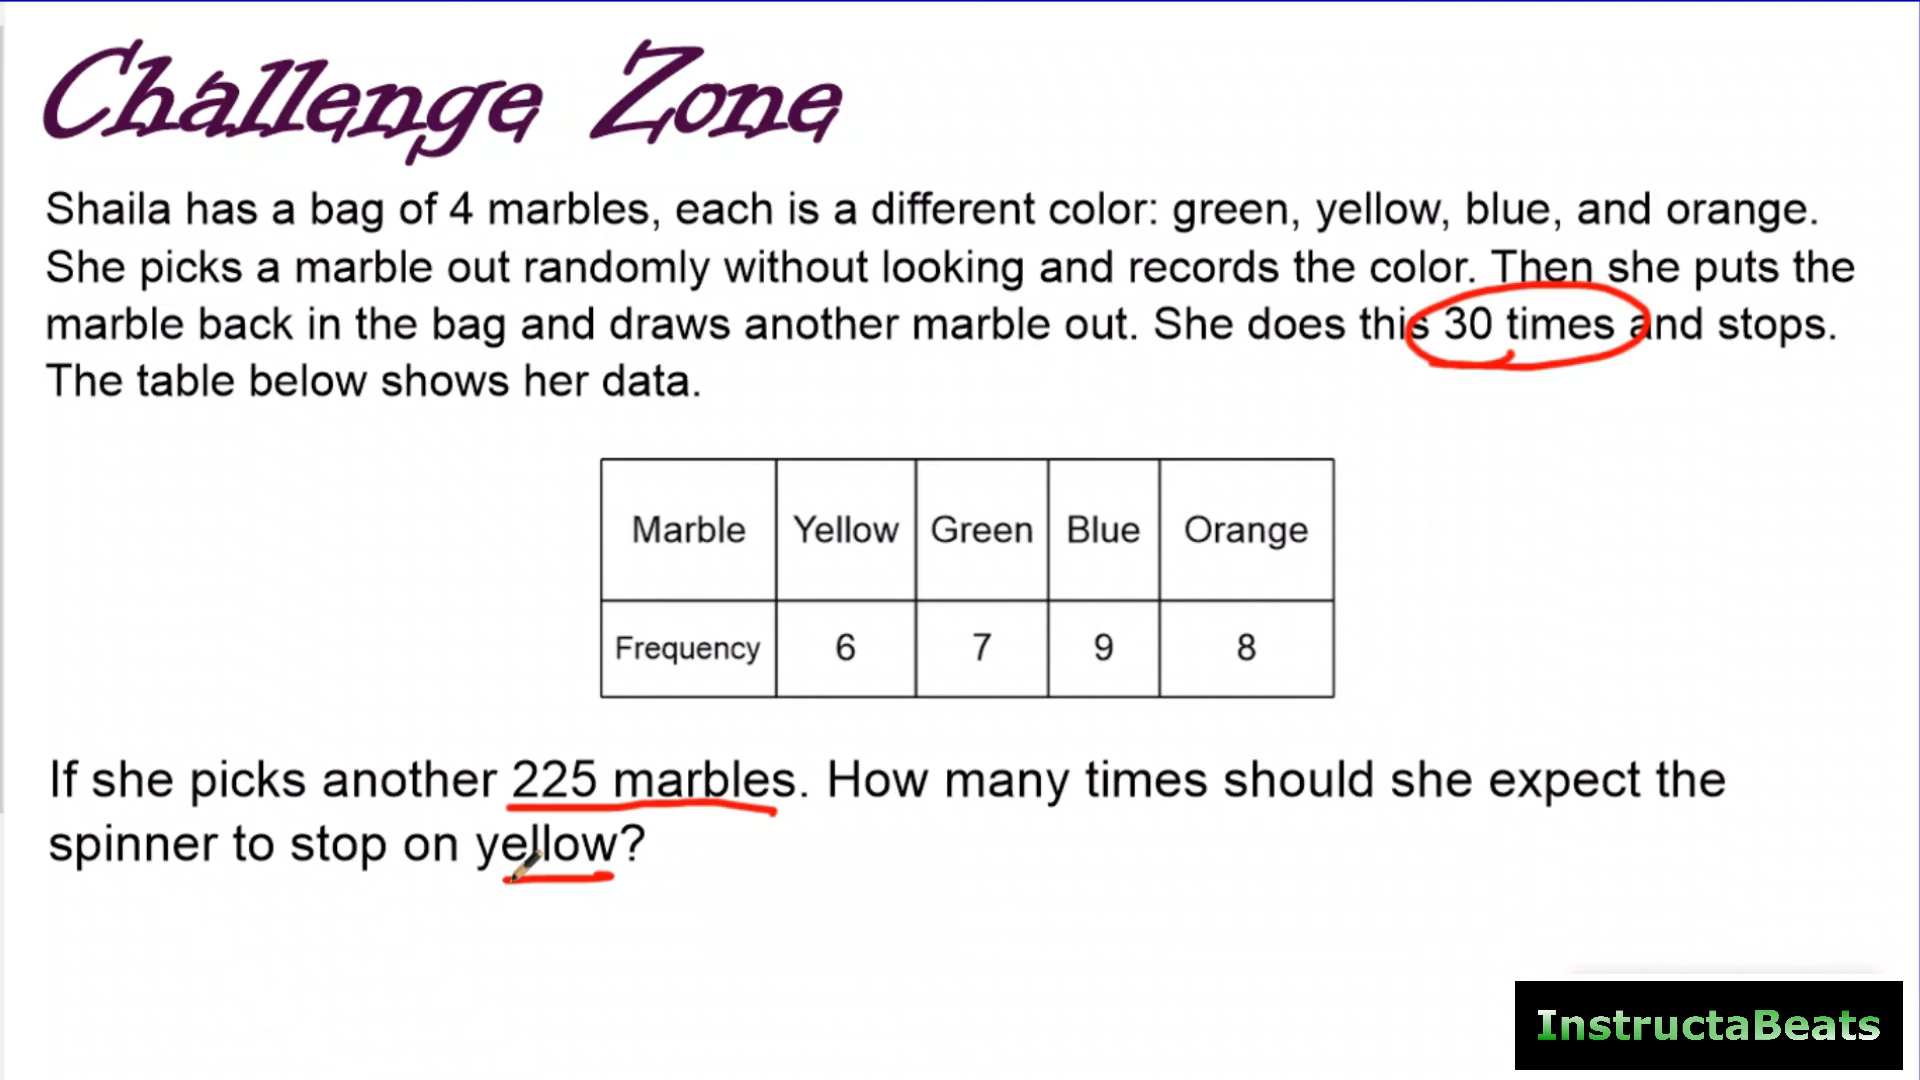 Challenge Zone
Shaila has a bag of 4 marbles, each is a different color: green, yellow, blue, and orange.
She picks a marble out randomly without looking and records the color. Then she puts the
marble back in the bag and draws another marble out. She does this 30 times and stops.
The table below shows her data.
Marble Yellow Green Blue Orange
Frequency 6 7 9 8
If she picks another 225 marbles. How many times should she expect the
spinner to stop on yellow?
InstructaBeats